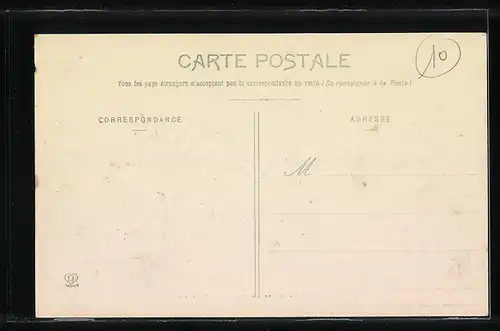 CARTE POSTALE
10
Tous les pays étrangers n'acceptent pas la correspondance au recto (Se renseigner à la Poste)
CORRESPONDANCE
ADRESSE
M